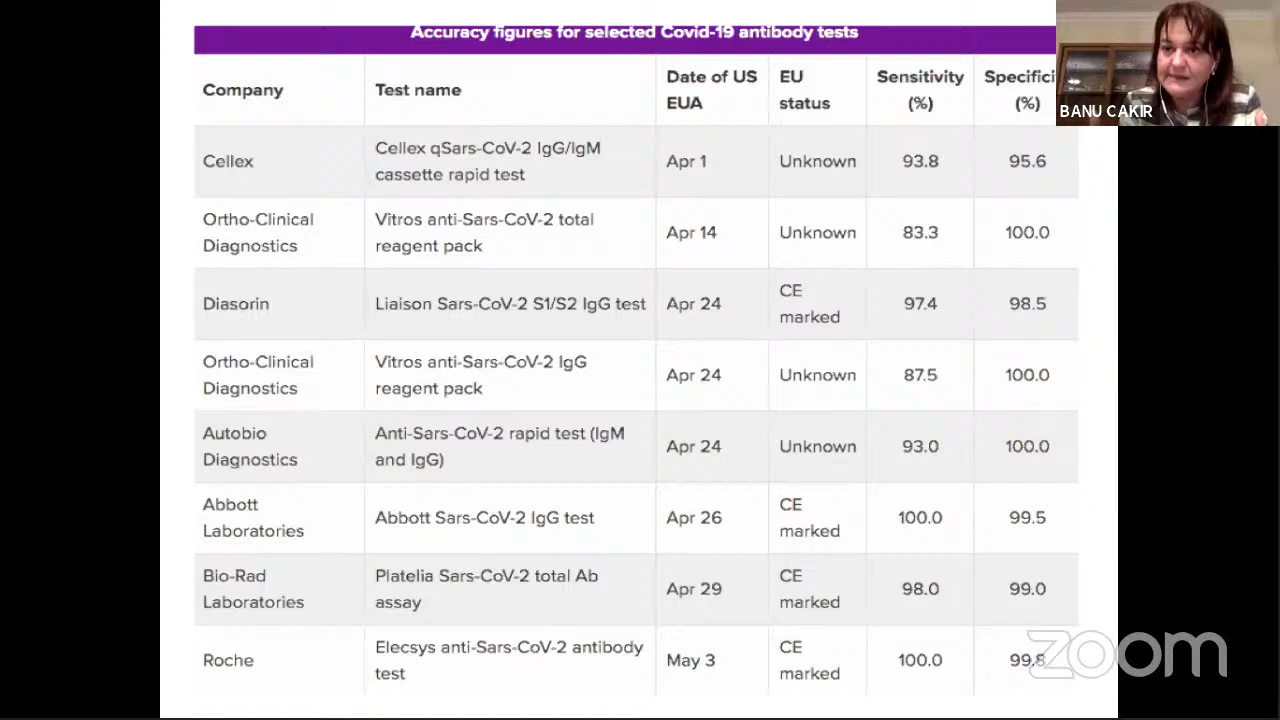 Accuracy figures for selected Covid-19 antibody tests
Company
Test name
Date of US
EUA
EU
status
Sensitivity
(%)
Specifici
(%)
BANU CAKIR
Cellex
Cellex qSars-CoV-2 IgG/IgM
cassette rapid test
Apr 1
Unknown
93.8
95.6
Ortho-Clinical
Diagnostics
Vitros anti-Sars-CoV-2 total
reagent pack
Apr 14
Unknown
83.3
100.0
Diasorin
Liaison Sars-CoV-2 S1/S2 IgG test
Apr 24
CE
marked
97.4
98.5
Ortho-Clinical
Diagnostics
Vitros anti-Sars-CoV-2 IgG
reagent pack
Apr 24
Unknown
87.5
100.0
Autobio
Diagnostics
Anti-Sars-CoV-2 rapid test (IgM
and IgG)
Apr 24
Unknown
93.0
100.0
Abbott
Laboratories
Abbott Sars-CoV-2 IgG test
Apr 26
CE
marked
100.0
99.5
Bio-Rad
Laboratories
Platelia Sars-CoV-2 total Ab
assay
Apr 29
CE
marked
98.0
99.0
Roche
Elecsys anti-Sars-CoV-2 antibody
test
May 3
CE
marked
100.0
99.8
zoom